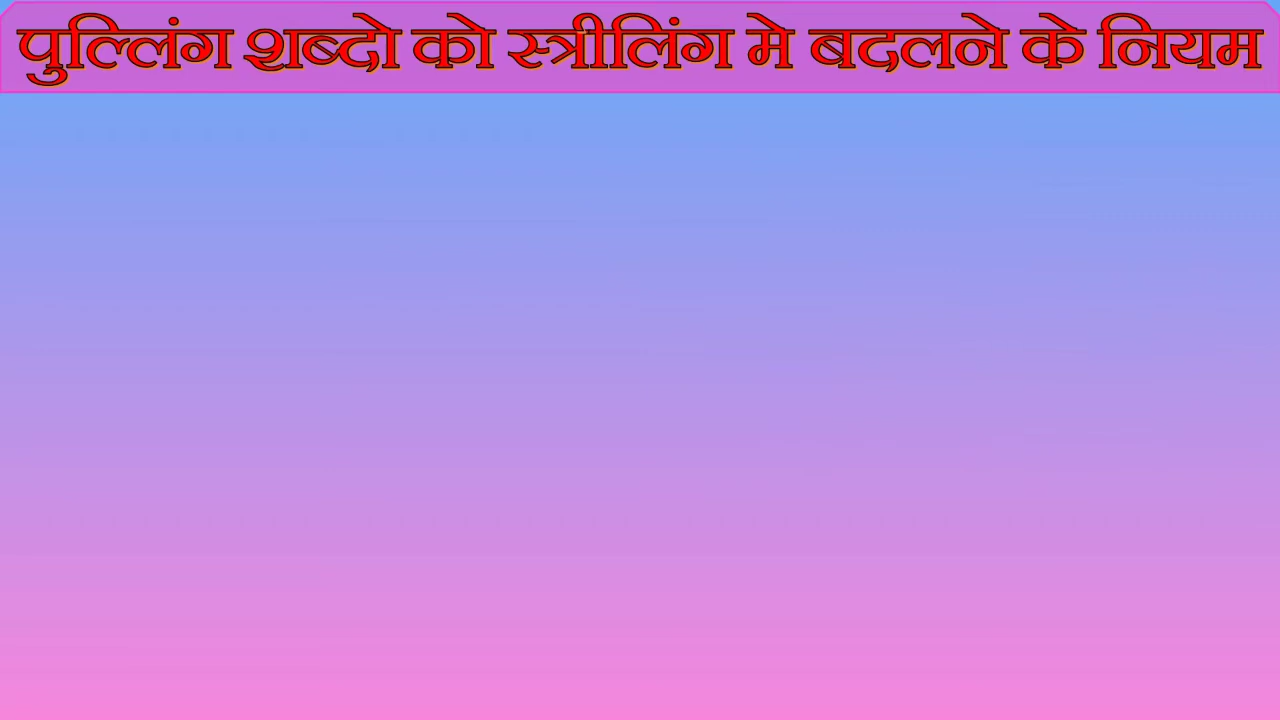 पुल्लिंग शब्दो को स्त्रीलिंग मे बदलने के नियम